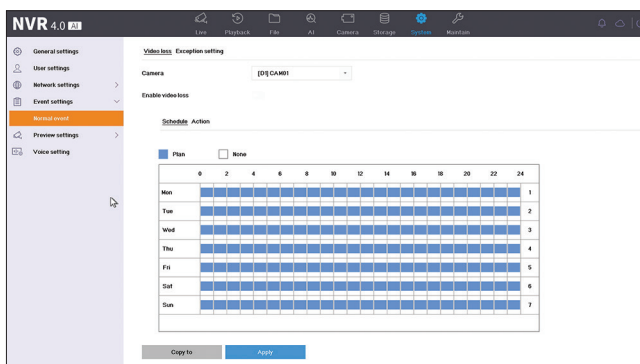 NVR 4.0 AI
Live Playback File AI Camera Storage System Maintain
General settings
User settings
Network settings
Event settings
Normal event
Preview settings
Voice setting
Video loss Exception setting
Camera [D1] CAM01
Enable video loss
Schedule Action
Plan None
0 2 4 6 8 10 12 14 16 18 20 22 24
Mon 1
Tue 2
Wed 3
Thu 4
Fri 5
Sat 6
Sun 7
Copy to Apply